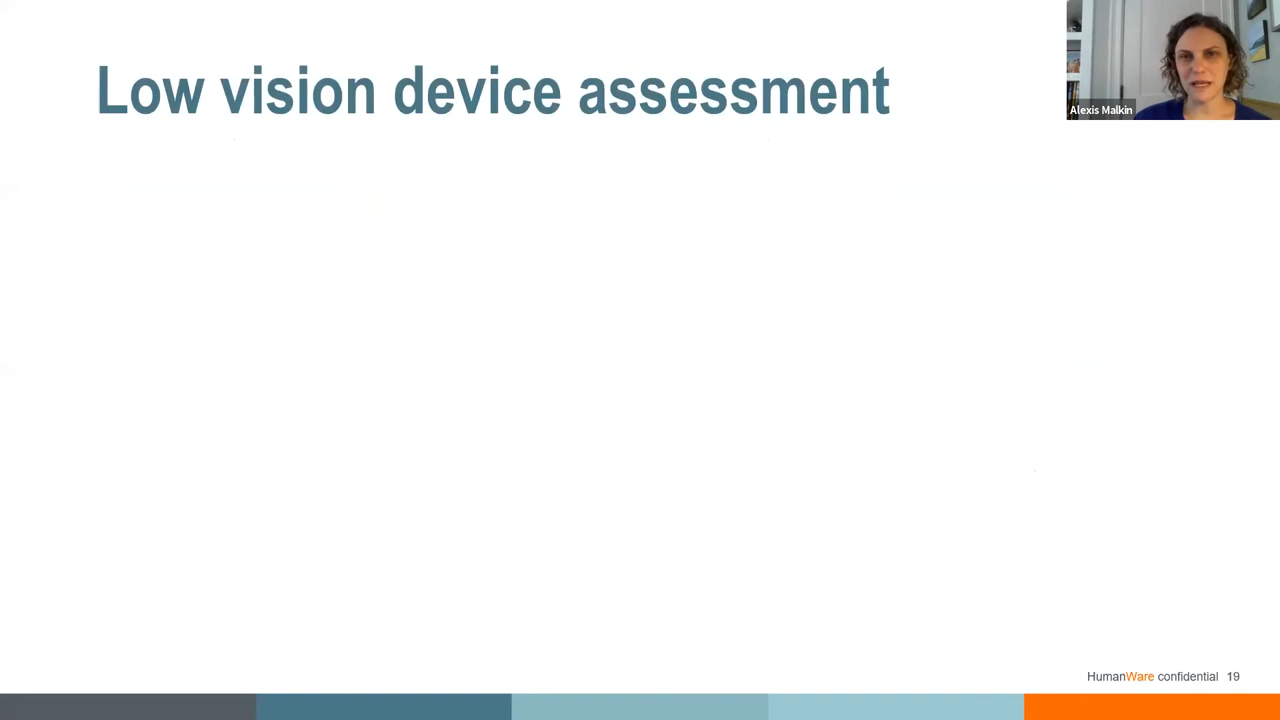 Low vision device assessment
Alexis Malkin
HumanWare confidential 19